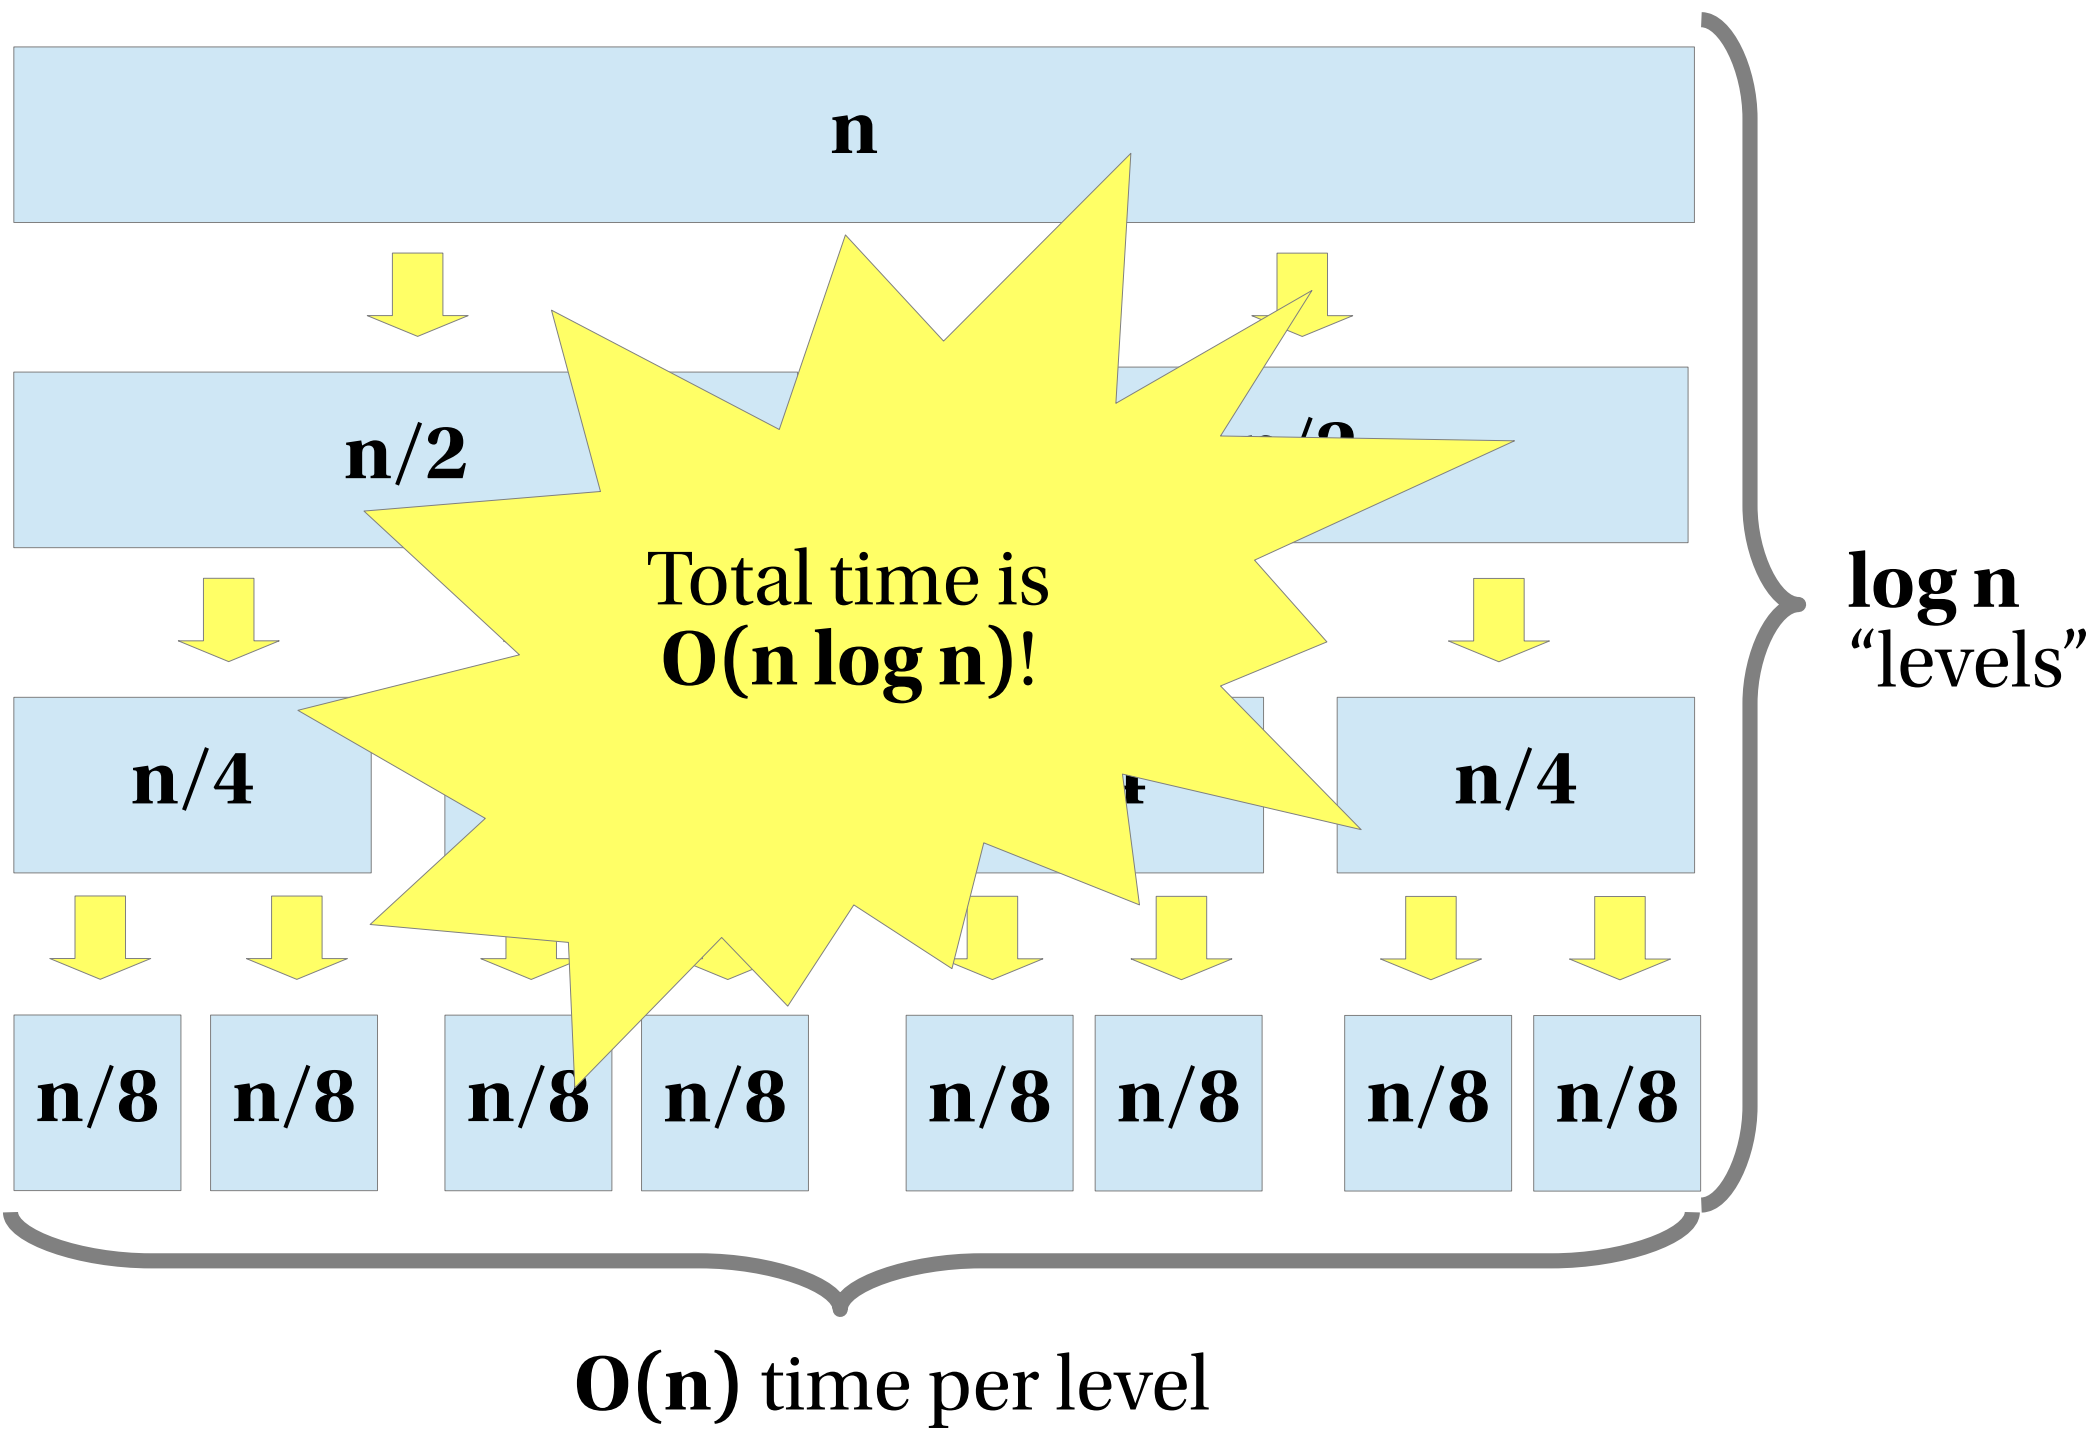 n
n/2
Total time is
O(n log n)!
log n
“levels”
n/4
n/4
n/8 n/8 n/8 n/8 n/8 n/8 n/8 n/8
O(n) time per level